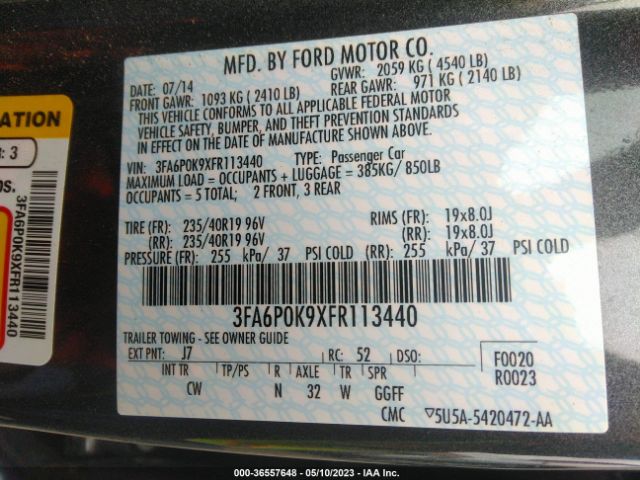 MFD. BY FORD MOTOR CO.
DATE: 07/14 GVWR: 2059 KG ( 4540 LB)
FRONT GAWR: 1093 KG ( 2410 LB) REAR GAWR: 971 KG ( 2140 LB)
THIS VEHICLE CONFORMS TO ALL APPLICABLE FEDERAL MOTOR
VEHICLE SAFETY, BUMPER, AND THEFT PREVENTION STANDARDS
IN EFFECT ON THE DATE OF MANUFACTURE SHOWN ABOVE.
VIN: 3FA6P0K9XFR113440 TYPE: Passenger Car
MAXIMUM LOAD = OCCUPANTS + LUGGAGE = 385KG/ 850LB
OCCUPANTS = 5 TOTAL; 2 FRONT, 3 REAR
TIRE (FR): 235/40R19 96V RIMS (FR): 19x8.0J
(RR): 235/40R19 96V (RR): 19x8.0J
PRESSURE (FR): 255 kPa/ 37 PSI COLD (RR): 255 kPa/ 37 PSI COLD
3FA6P0K9XFR113440
TRAILER TOWING - SEE OWNER GUIDE
EXT PNT: J7 RC: 52 DSO: F0020
INT TR TP/PS R AXLE TR SPR R0023
CW N 32 W GGFF
CMC ▽5U5A-5420472-AA
ATION
: 3
os.
3FA6P0K9XFR113440
000-36557648 - 05/10/2023 - IAA Inc.